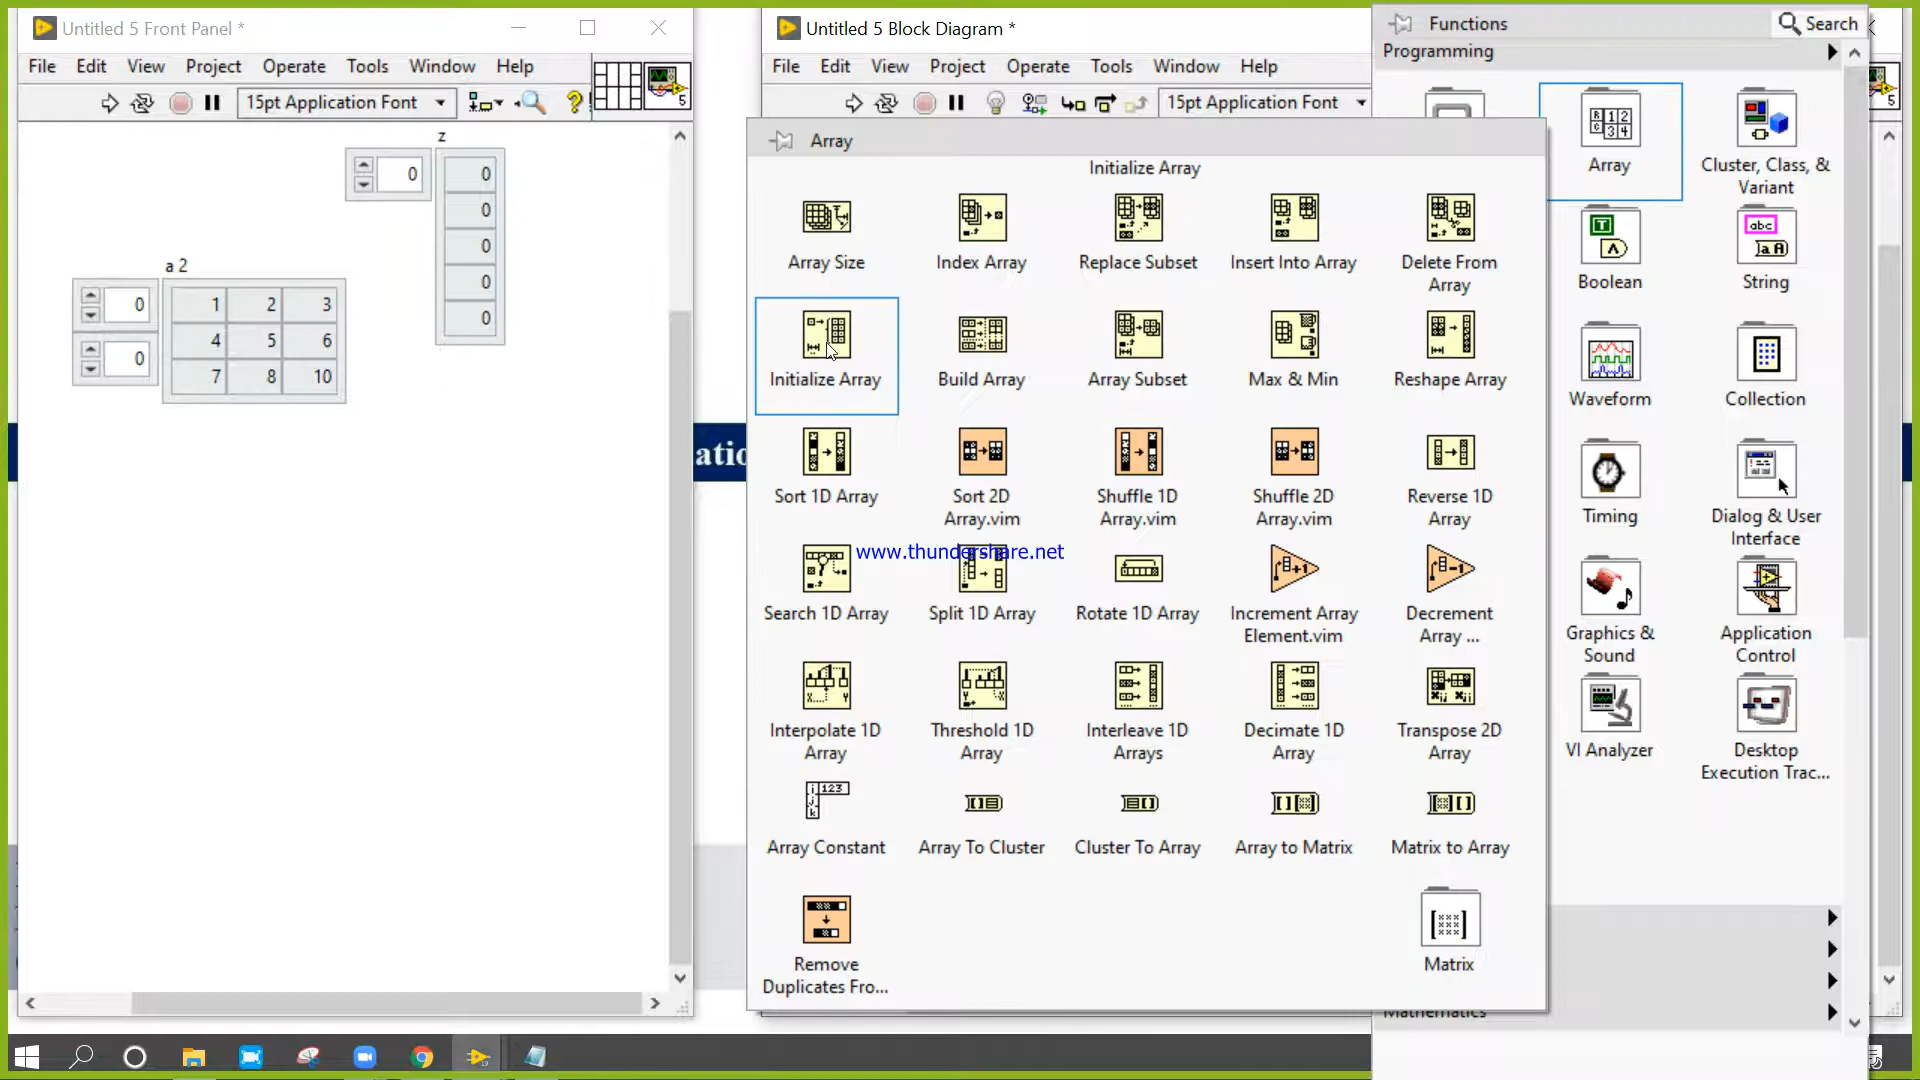 Untitled 5 Front Panel *
File Edit View Project Operate Tools Window Help
15pt Application Font
5
z
0 0
0
0
0
0
a 2
0 1 2 3
4 5 6
0
7 8 10
Untitled 5 Block Diagram *
File Edit View Project Operate Tools Window Help
15pt Application Font
Array
Initialize Array
Array Size Index Array Replace Subset Insert Into Array Delete From
Array
Initialize Array Build Array Array Subset Max & Min Reshape Array
Sort 1D Array Sort 2D Shuffle 1D Shuffle 2D Reverse 1D
Array.vim Array.vim Array.vim Array
www.thundershare.net
Search 1D Array Split 1D Array Rotate 1D Array Increment Array Decrement
Element.vim Array ...
Interpolate 1D Threshold 1D Interleave 1D Decimate 1D Transpose 2D
Array Array Arrays Array Array
Array Constant Array To Cluster Cluster To Array Array to Matrix Matrix to Array
Remove Matrix
Duplicates Fro...
Functions Search
Programming
5
Array Cluster, Class, &
Variant
Boolean String
Waveform Collection
Timing Dialog & User
Interface
Graphics & Application
Sound Control
VI Analyzer Desktop
Execution Trac...
Mathematics